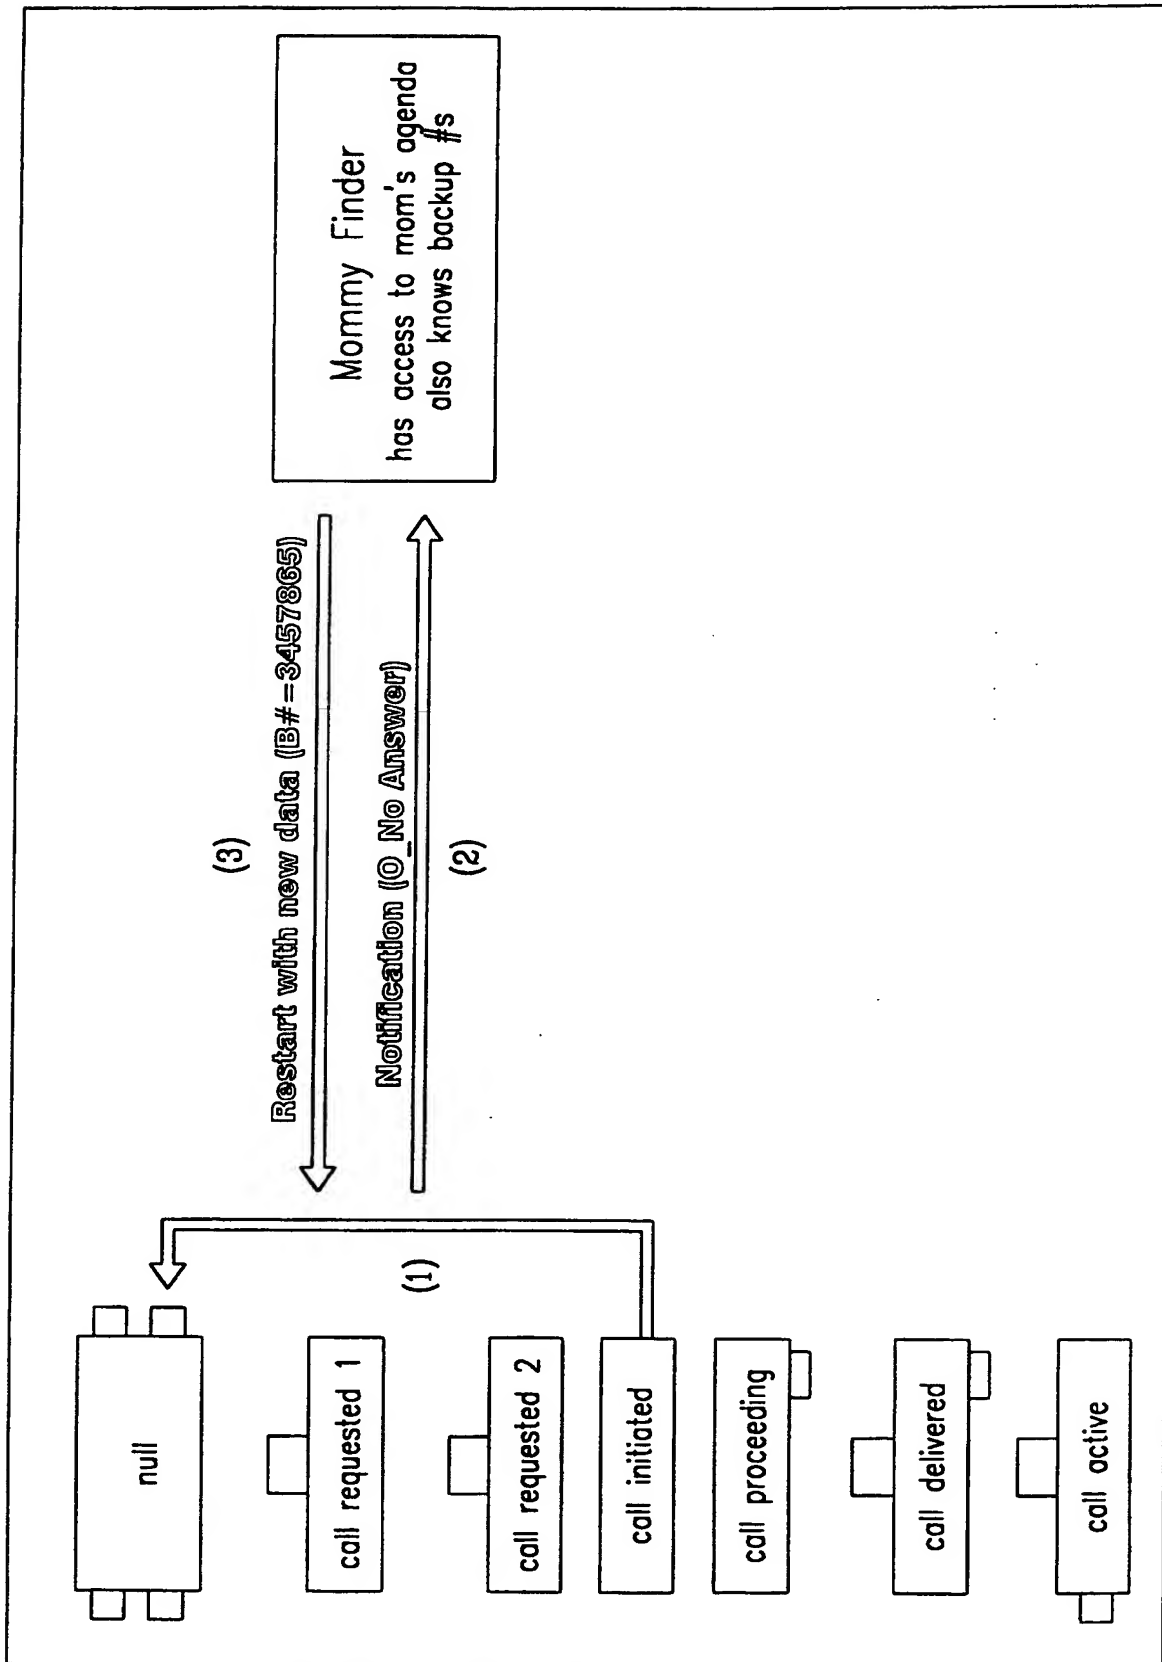 null
call requested 1
call requested 2
call initiated
call proceeding
call delivered
call active
(1)
(3)
Restart with new data (B#=3457865)
Notification (O_No Answer)
(2)
Mommy Finder
has access to mom's agenda
also knows backup #s